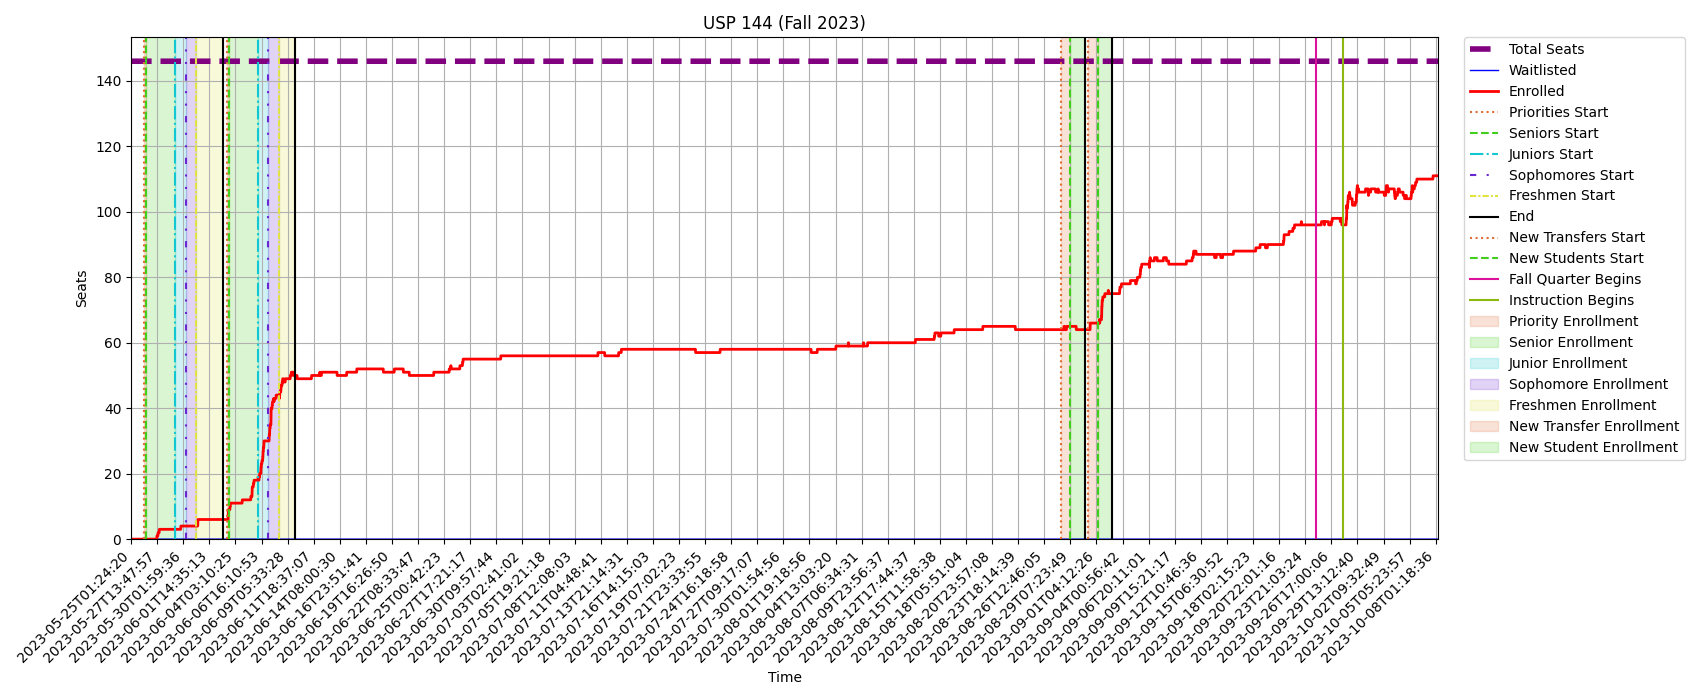 USP 144 (Fall 2023)
Seats
140
120
100
80
60
40
20
0
2023-05-25T01:24:20
2023-05-27T13:47:57
2023-05-30T01:59:36
2023-06-01T14:35:13
2023-06-04T03:10:25
2023-06-06T16:10:53
2023-06-09T05:33:28
2023-06-11T18:37:07
2023-06-14T08:00:30
2023-06-16T23:51:41
2023-06-19T16:26:50
2023-06-22T08:33:47
2023-06-25T00:42:23
2023-06-27T17:21:17
2023-06-30T09:57:44
2023-07-03T02:41:02
2023-07-05T19:21:18
2023-07-08T12:08:03
2023-07-11T04:48:41
2023-07-13T21:14:31
2023-07-16T14:15:03
2023-07-19T07:02:23
2023-07-21T23:33:55
2023-07-24T16:18:58
2023-07-27T09:17:07
2023-07-30T01:54:56
2023-08-01T19:18:56
2023-08-04T13:03:20
2023-08-07T06:34:31
2023-08-09T23:56:37
2023-08-12T17:44:37
2023-08-15T11:58:38
2023-08-18T05:51:04
2023-08-20T23:57:08
2023-08-23T18:14:39
2023-08-26T12:46:05
2023-08-29T07:23:49
2023-09-01T04:12:26
2023-09-04T00:56:42
2023-09-06T20:11:01
2023-09-09T15:21:17
2023-09-12T10:46:36
2023-09-15T06:30:52
2023-09-18T02:15:23
2023-09-20T22:01:16
2023-09-23T21:03:24
2023-09-26T17:00:06
2023-09-29T13:12:40
2023-10-02T09:32:49
2023-10-05T05:23:57
2023-10-08T01:18:36
Time
Total Seats
Waitlisted
Enrolled
Priorities Start
Seniors Start
Juniors Start
Sophomores Start
Freshmen Start
End
New Transfers Start
New Students Start
Fall Quarter Begins
Instruction Begins
Priority Enrollment
Senior Enrollment
Junior Enrollment
Sophomore Enrollment
Freshmen Enrollment
New Transfer Enrollment
New Student Enrollment